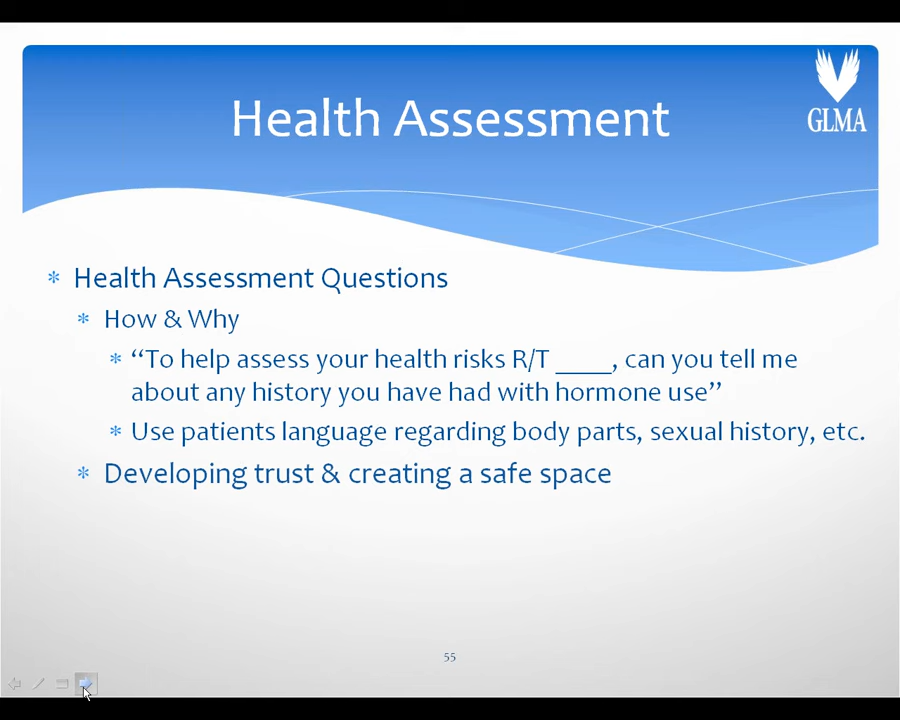 Health Assessment
GLMA
* Health Assessment Questions
* How & Why
* “To help assess your health risks R/T ____, can you tell me
about any history you have had with hormone use”
* Use patients language regarding body parts, sexual history, etc.
* Developing trust & creating a safe space
55